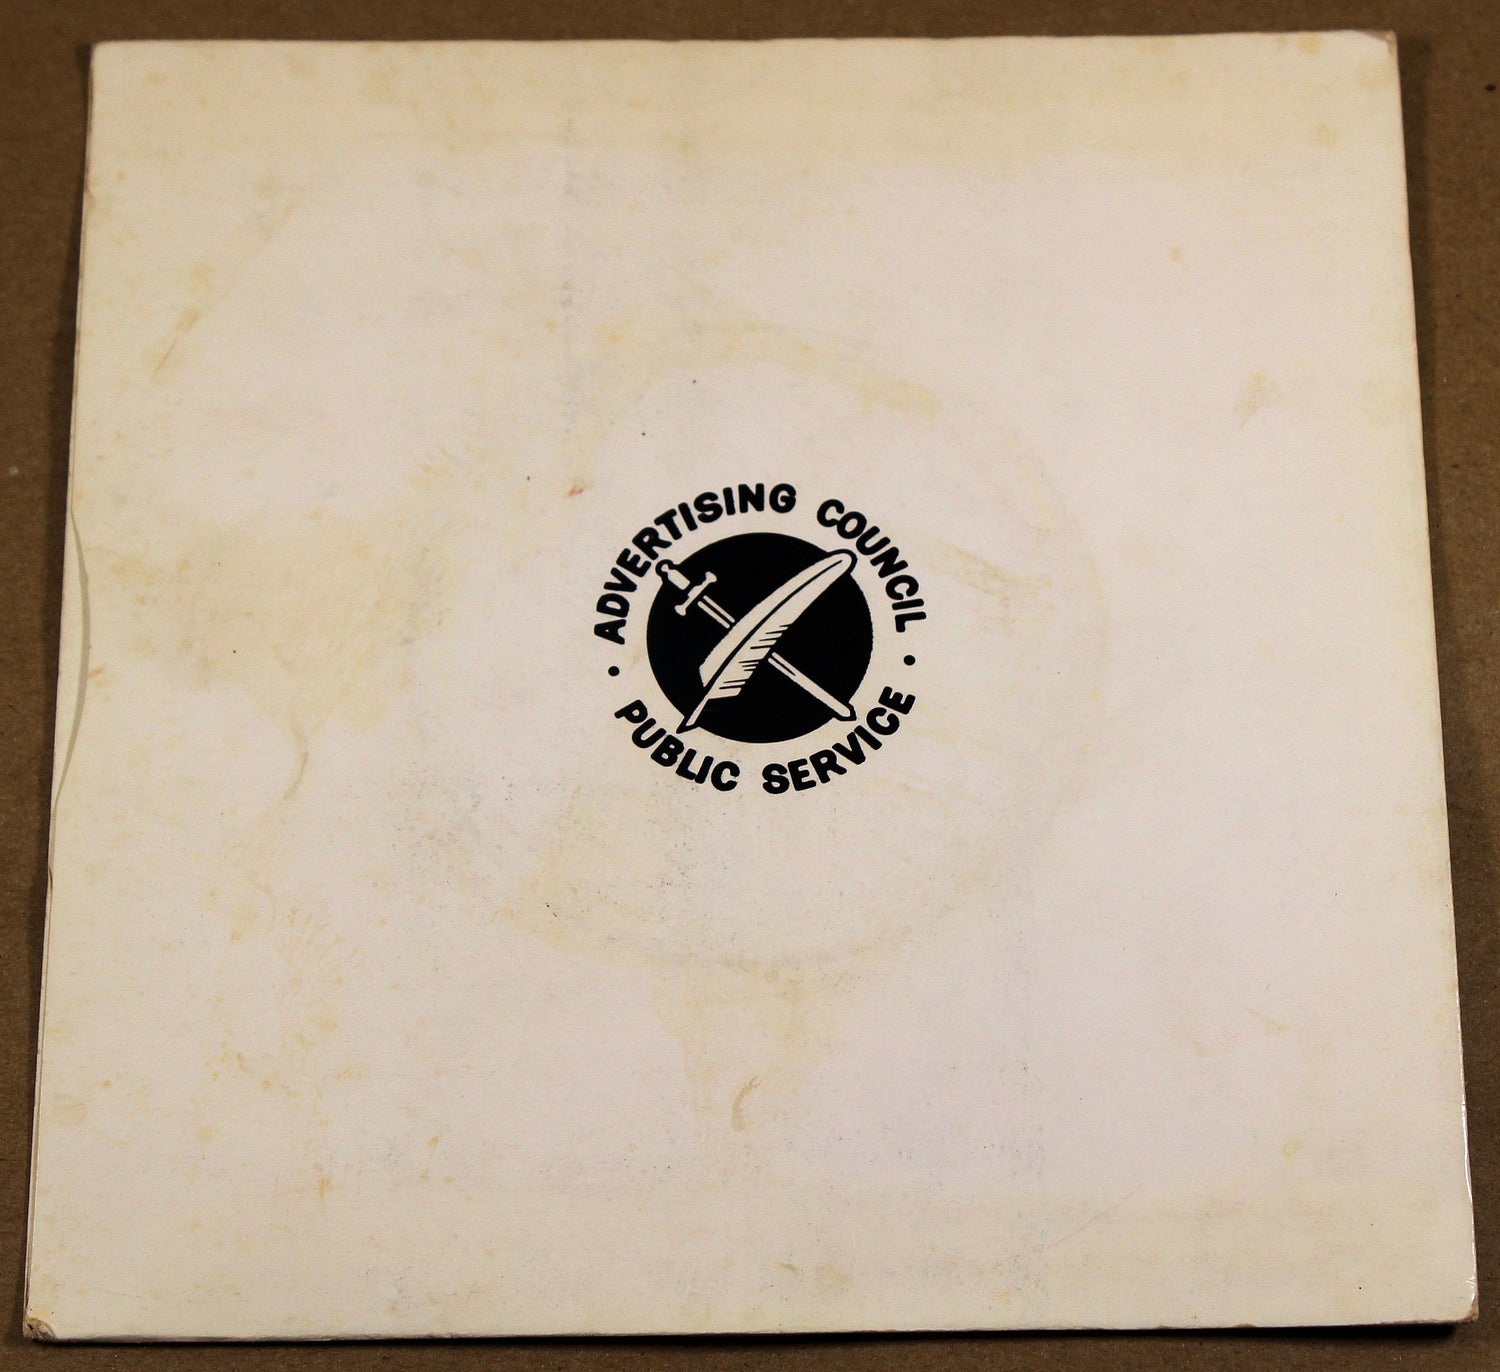 ADVERTISING COUNCIL
• PUBLIC SERVICE •